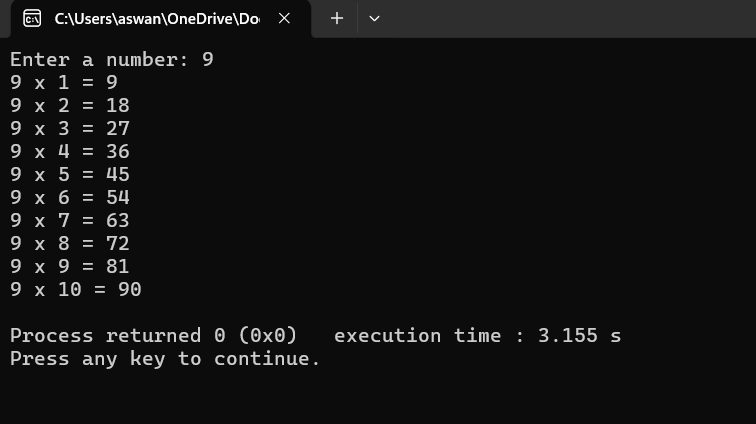 C:\Users\aswan\OneDrive\Do
Enter a number: 9
9 x 1 = 9
9 x 2 = 18
9 x 3 = 27
9 x 4 = 36
9 x 5 = 45
9 x 6 = 54
9 x 7 = 63
9 x 8 = 72
9 x 9 = 81
9 x 10 = 90
Process returned 0 (0x0)   execution time : 3.155 s
Press any key to continue.